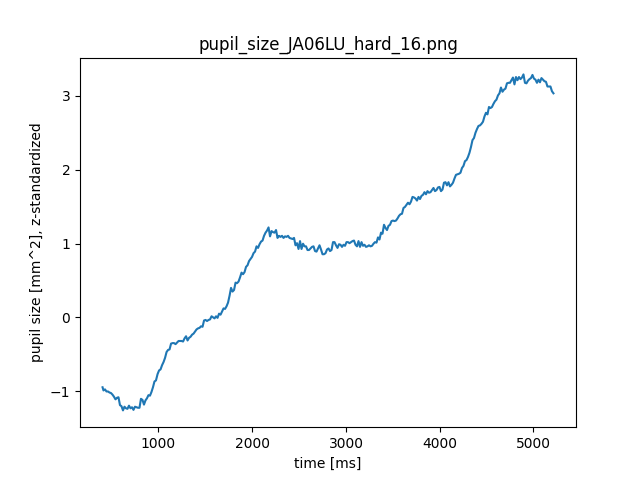 pupil_size_JA06LU_hard_16.png
pupil size [mm^2], z-standardized
3
2
1
0
−1
1000 2000 3000 4000 5000
time [ms]